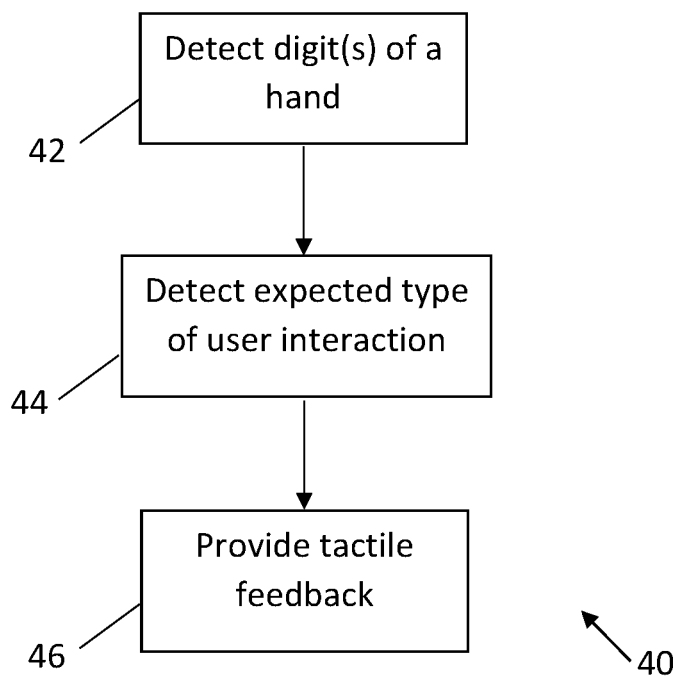 Detect digit(s) of a
hand
42
Detect expected type
of user interaction
44
Provide tactile
feedback
46
40